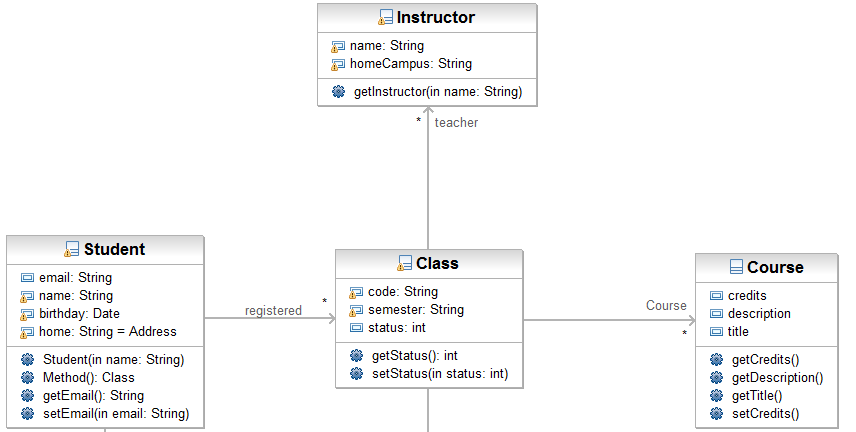 Instructor
name: String
homeCampus: String
getInstructor(in name: String)
* teacher
Student
email: String
name: String
birthday: Date
home: String = Address
Student(in name: String)
Method(): Class
getEmail(): String
setEmail(in email: String)
registered *
Class
code: String
semester: String
status: int
getStatus(): int
setStatus(in status: int)
Course
*
Course
credits
description
title
getCredits()
getDescription()
getTitle()
setCredits()